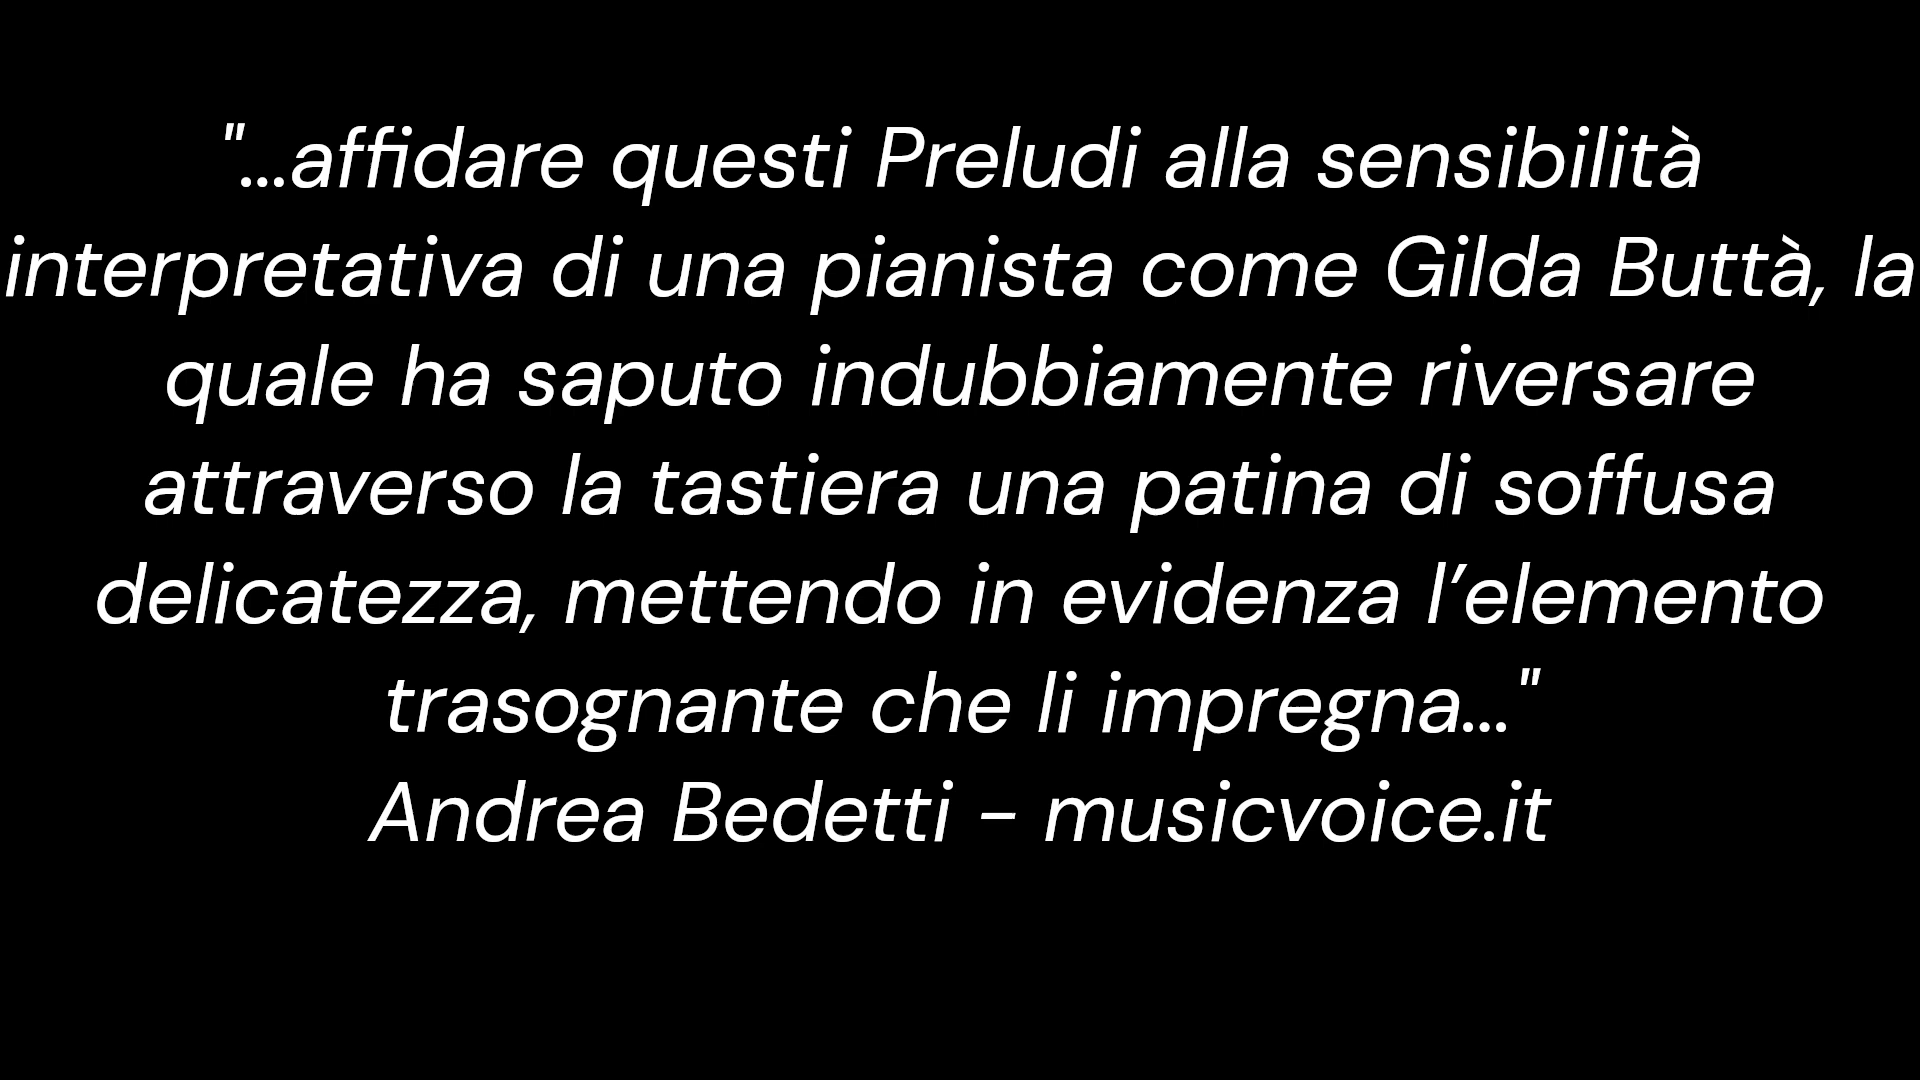 "...affidare questi Preludi alla sensibilità
interpretativa di una pianista come Gilda Buttà, la
quale ha saputo indubbiamente riversare
attraverso la tastiera una patina di soffusa
delicatezza, mettendo in evidenza l’elemento
trasognante che li impregna..."
Andrea Bedetti - musicvoice.it